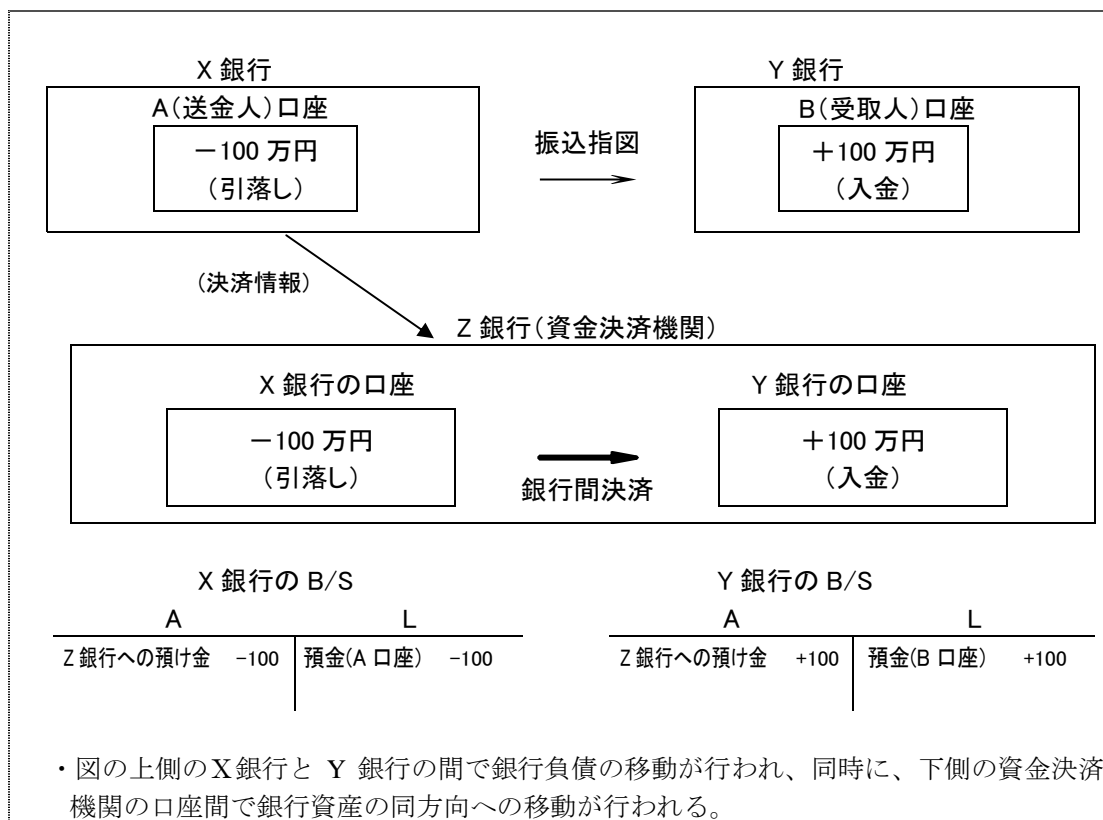 X 銀行
Y 銀行
A(送金人)口座
B(受取人)口座
-100 万円
(引落し)
振込指図
+100 万円
(入金)
(決済情報)
Z 銀行(資金決済機関)
X 銀行の口座
Y 銀行の口座
-100 万円
(引落し)
銀行間決済
+100 万円
(入金)
X 銀行の B/S
Y 銀行の B/S
A L
A L
Z 銀行への預け金 -100 預金(A 口座) -100
Z 銀行への預け金 +100 預金(B 口座) +100
・図の上側のX銀行と Y 銀行の間で銀行負債の移動が行われ、同時に、下側の資金決済
機関の口座間で銀行資産の同方向への移動が行われる。